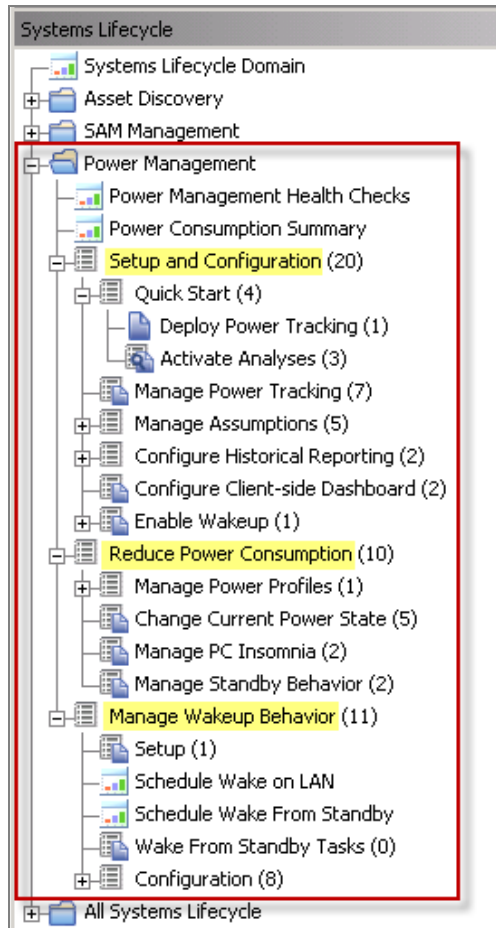 Systems Lifecycle
Systems Lifecycle Domain
Asset Discovery
SAM Management
Power Management
Power Management Health Checks
Power Consumption Summary
Setup and Configuration (20)
Quick Start (4)
Deploy Power Tracking (1)
Activate Analyses (3)
Manage Power Tracking (7)
Manage Assumptions (5)
Configure Historical Reporting (2)
Configure Client-side Dashboard (2)
Enable Wakeup (1)
Reduce Power Consumption (10)
Manage Power Profiles (1)
Change Current Power State (5)
Manage PC Insomnia (2)
Manage Standby Behavior (2)
Manage Wakeup Behavior (11)
Setup (1)
Schedule Wake on LAN
Schedule Wake From Standby
Wake From Standby Tasks (0)
Configuration (8)
All Systems Lifecycle